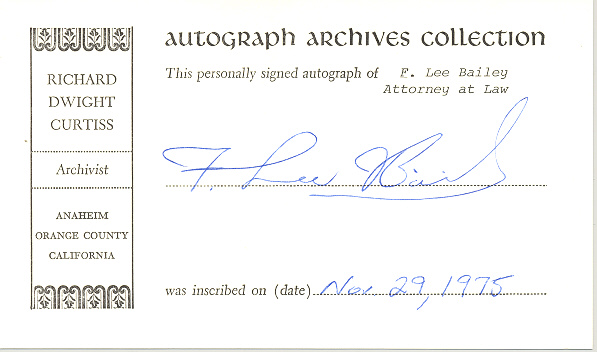 RICHARD
DWIGHT
CURTISS
Archivist
ANAHEIM
ORANGE COUNTY
CALIFORNIA
AUTOGRAPH ARCHIVES COLLECTION
This personally signed autograph of F. Lee Bailey
Attorney at Law
F. Lee Bailey
was inscribed on (date) Nov. 29, 1975